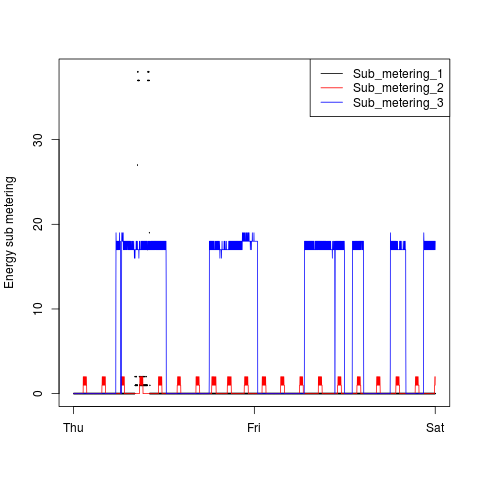 Sub_metering_1
Sub_metering_2
Sub_metering_3
Energy sub metering
30
20
10
0
Thu Fri Sat